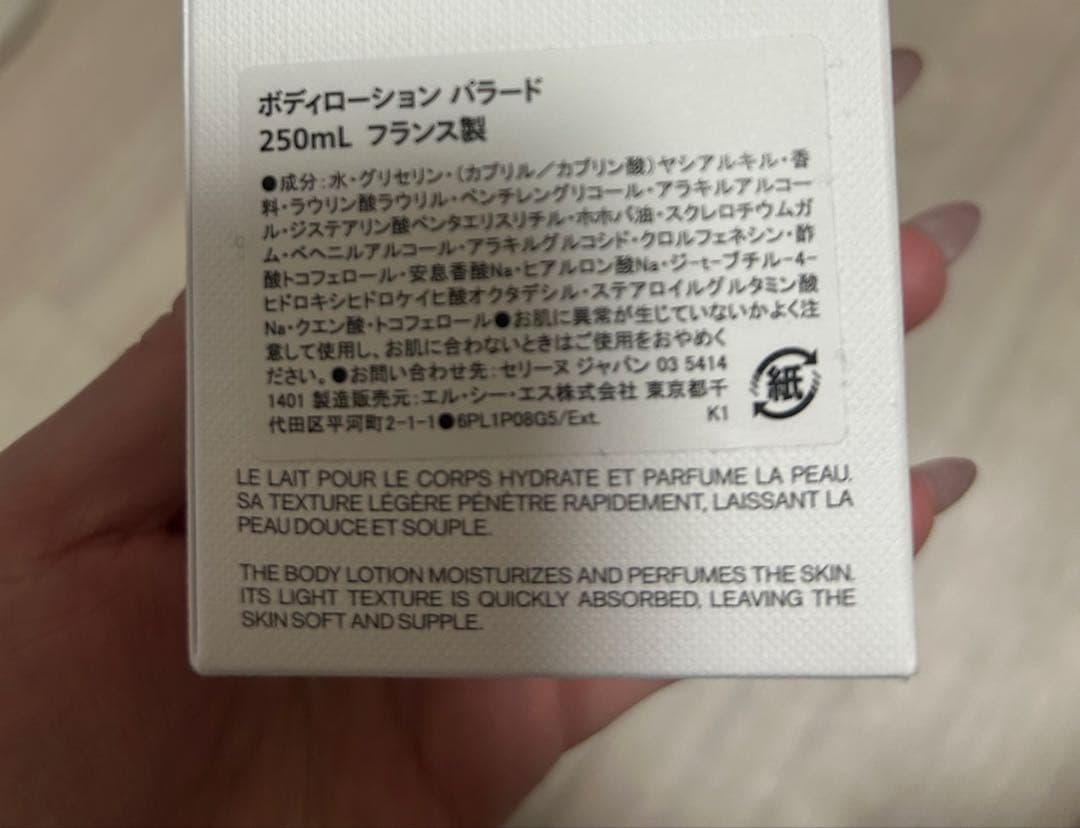 ボディローション パラード
250mL フランス製
●成分:水・グリセリン・(カプリル/カプリン酸)ヤシアルキル・香
料・ラウリン酸ラウリル・ペンチレングリコール・アラキルアルコー
ル・ジステアリン酸ペンタエリスリチル・ホホバ油・スクレロチウムガ
ム・ベヘニルアルコール・アラキルグルコシド・クロルフェネシン・酢
酸トコフェロール・安息香酸Na・ヒアルロン酸Na・ジ-t-ブチル-4-
ヒドロキシヒドロケイヒ酸オクタデシル・ステアロイルグルタミン酸
Na・クエン酸・トコフェロール●お肌に異常が生じていないかよく注
意して使用し、お肌に合わないときはご使用をおやめく
ださい。●お問い合わせ先:セリーヌ ジャパン 03 5414
1401 製造販売元:エル・シー・エス株式会社 東京都千
代田区平河町2-1-1●6PL1P08G5/Ext. K1
紙
LE LAIT POUR LE CORPS HYDRATE ET PARFUME LA PEAU.
SA TEXTURE LÉGÈRE PÉNÈTRE RAPIDEMENT, LAISSANT LA
PEAU DOUCE ET SOUPLE.
THE BODY LOTION MOISTURIZES AND PERFUMES THE SKIN.
ITS LIGHT TEXTURE IS QUICKLY ABSORBED, LEAVING THE
SKIN SOFT AND SUPPLE.